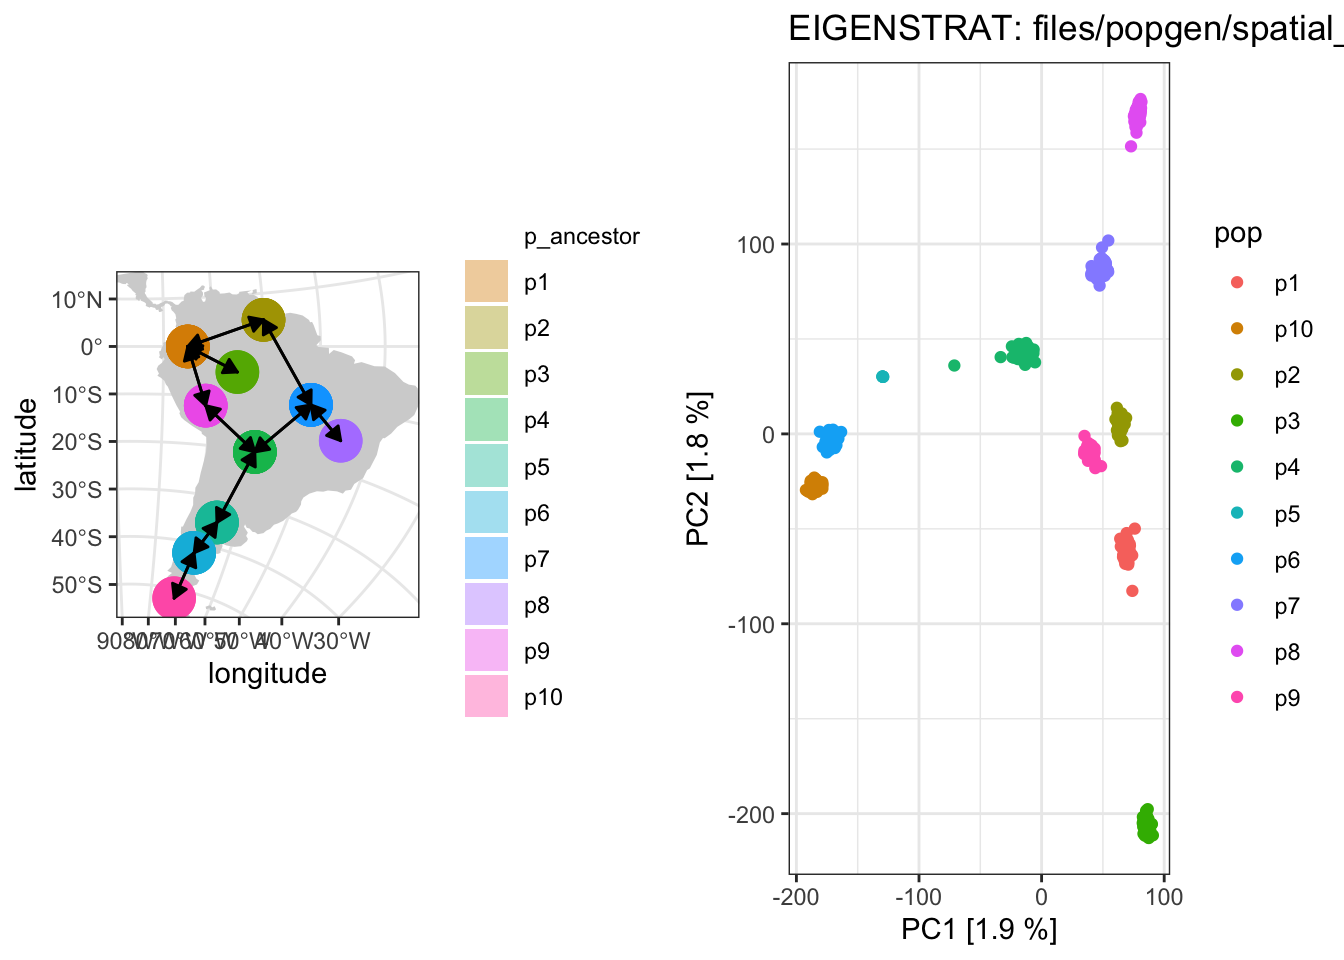 EIGENSTRAT: files/popgen/spatial_
10°N
0°
10°S
20°S
30°S
40°S
50°S
latitude
40°W
30°W
longitude
p_ancestor
p1
p2
p3
p4
p5
p6
p7
p8
p9
p10
100
0
-100
-200
PC2 [1.8 %]
-200
-100
0
100
PC1 [1.9 %]
pop
p1
p10
p2
p3
p4
p5
p6
p7
p8
p9